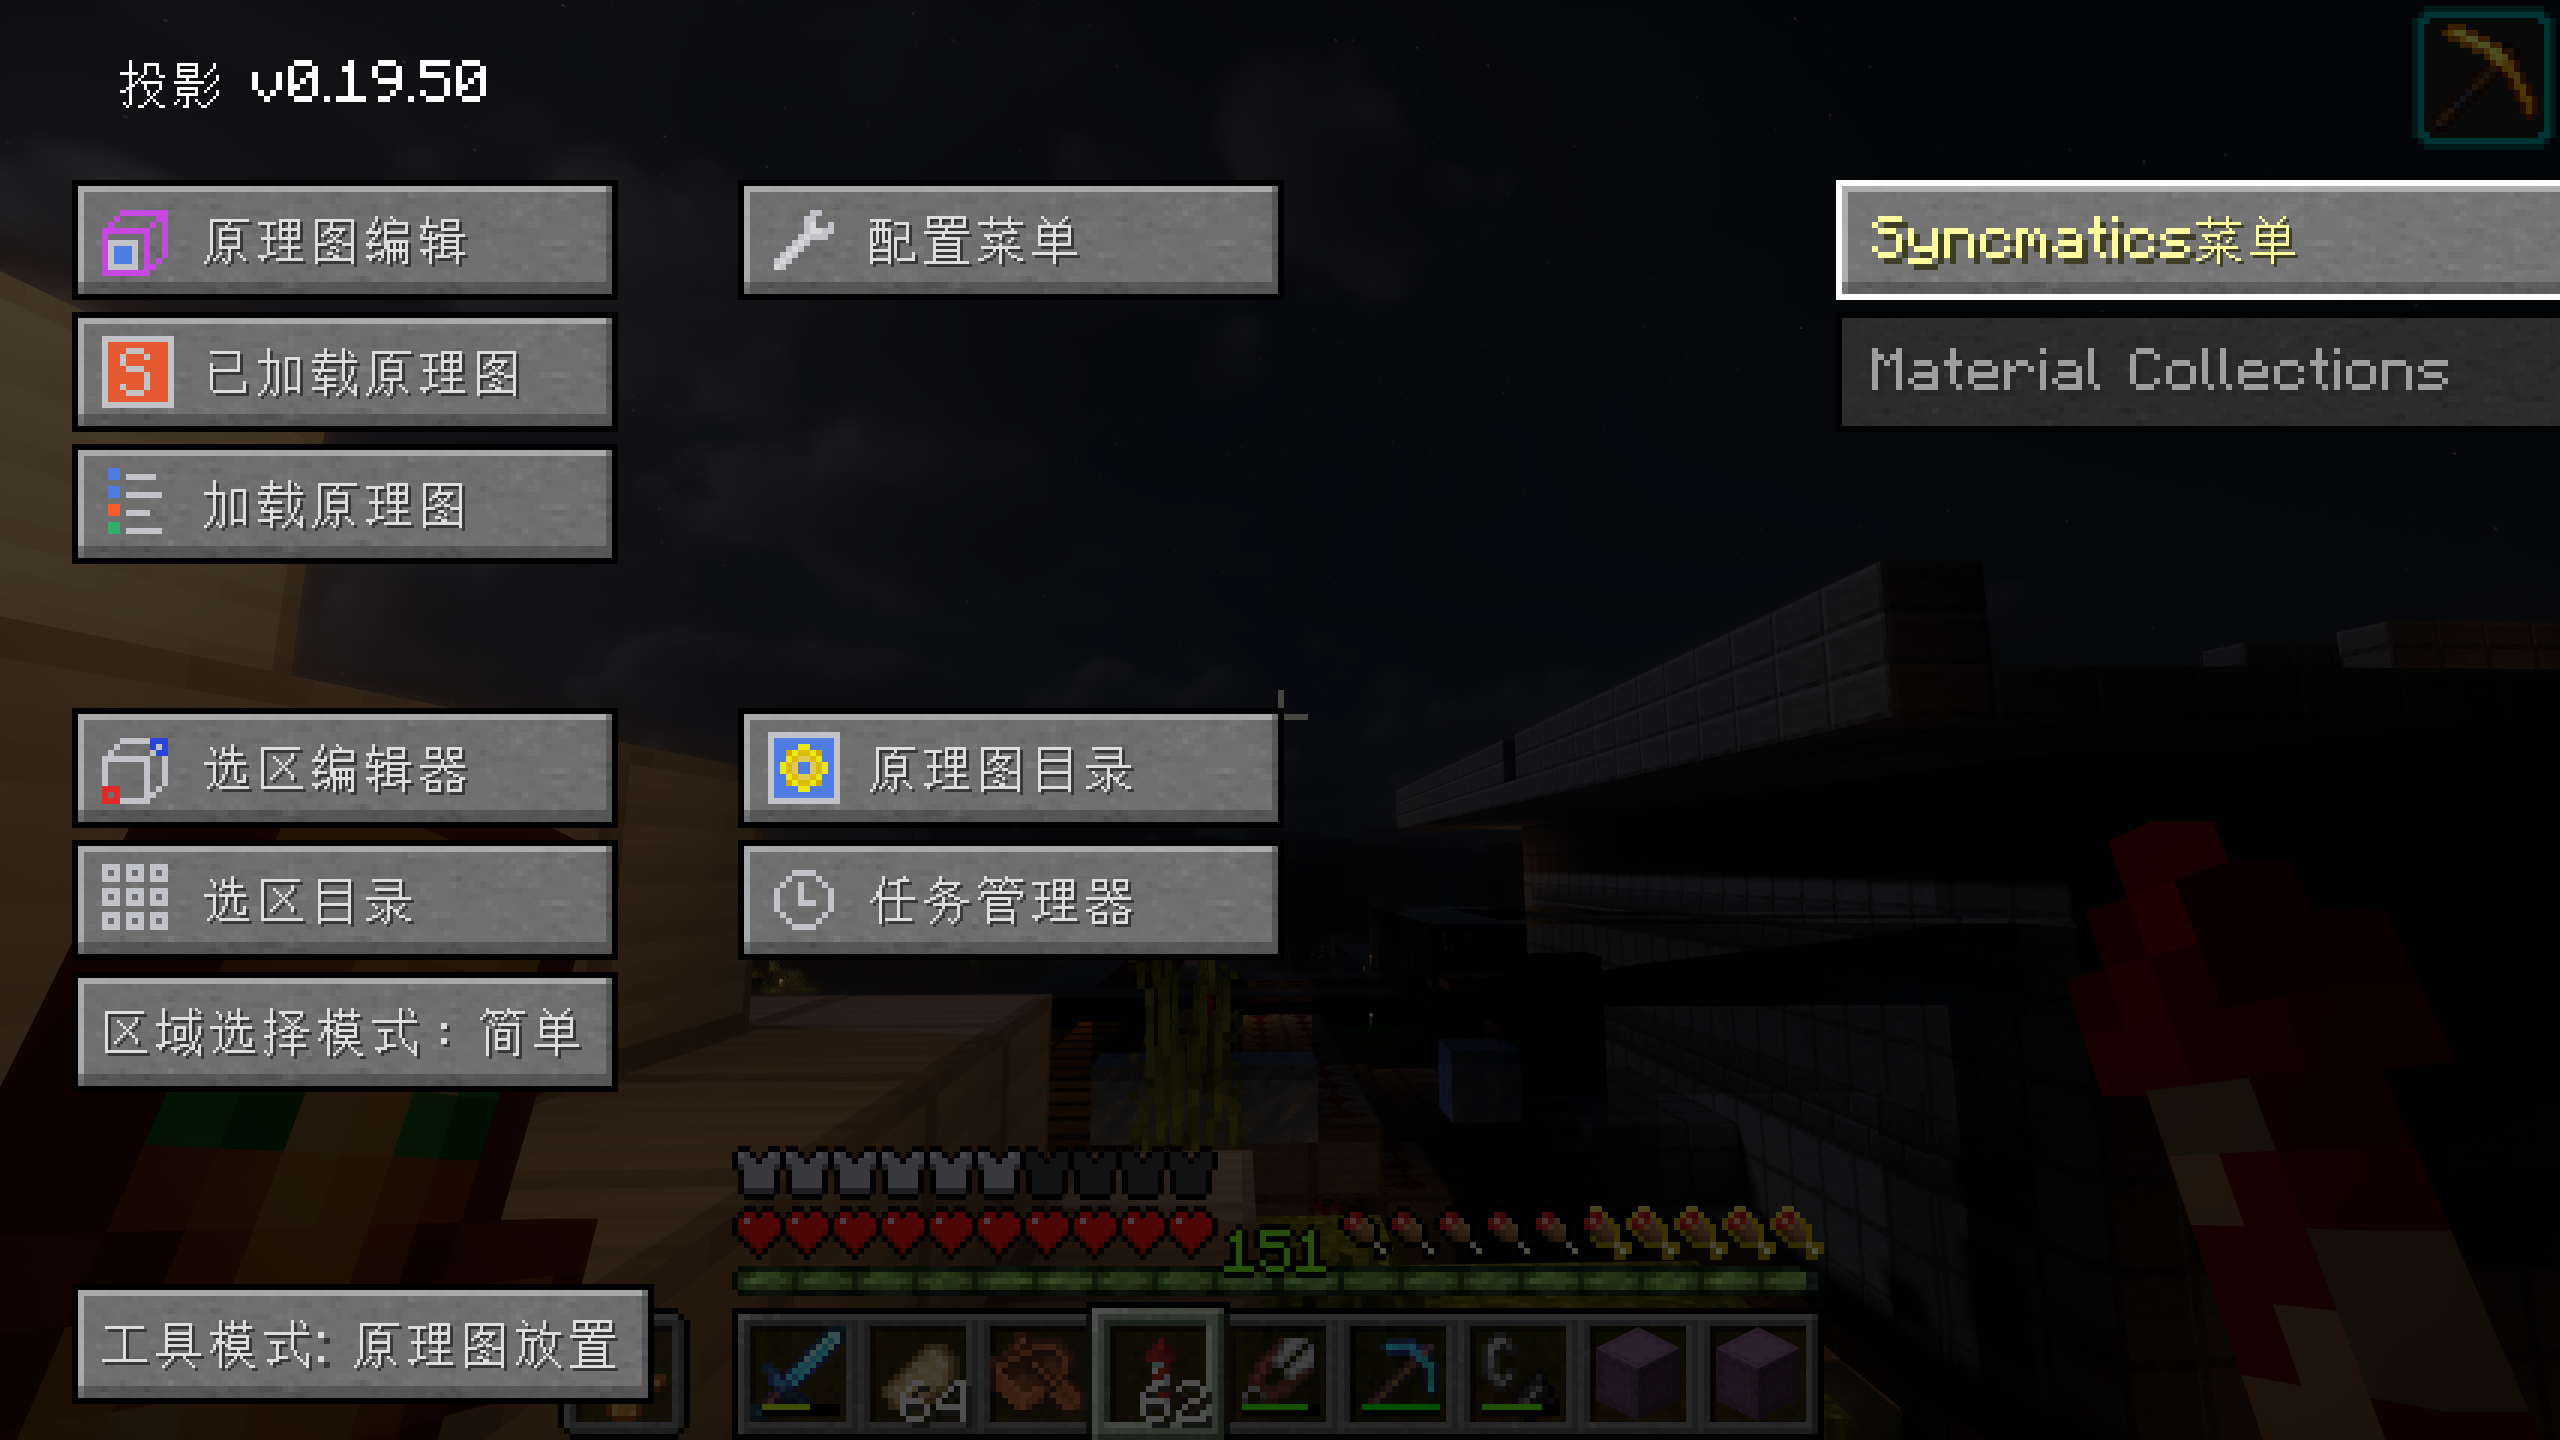 投影 v0.19.50
原理图编辑
配置菜单
Syncmatics菜单
已加载原理图
Material Collections
加载原理图
选区编辑器
原理图目录
选区目录
任务管理器
区域选择模式：简单
151
工具模式: 原理图放置
64
62